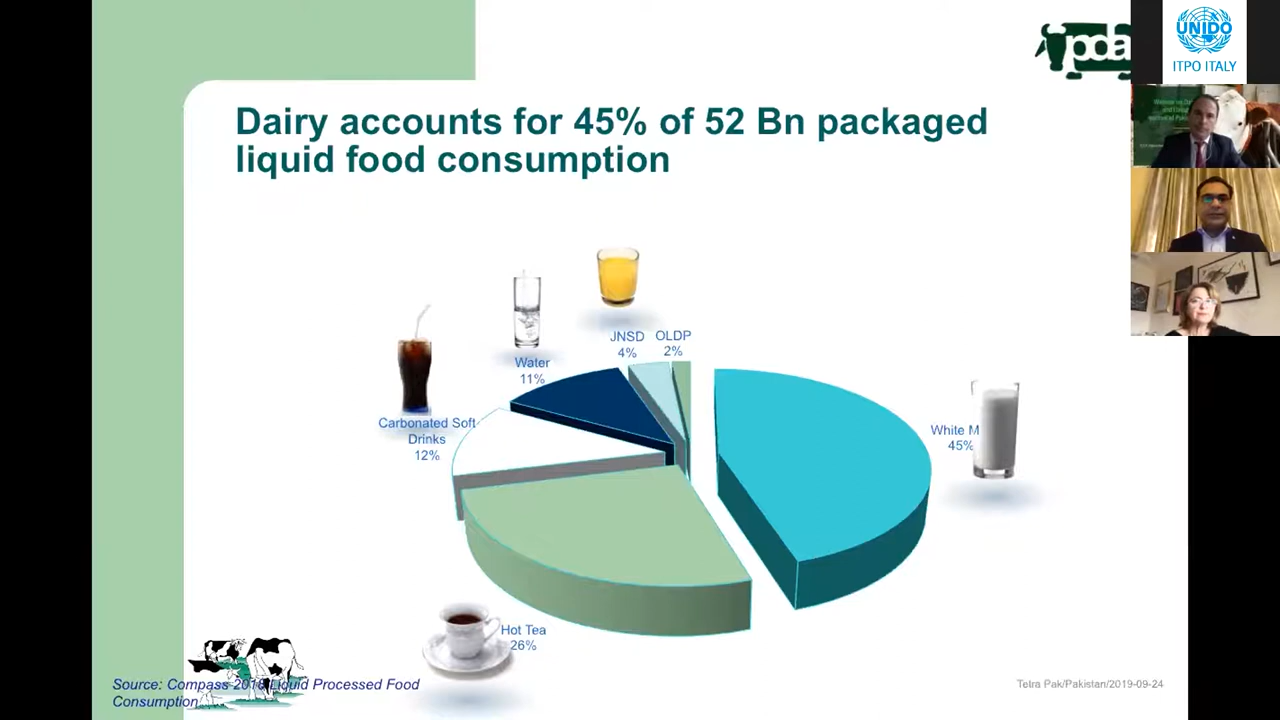 pda
UNIDO
ITPO ITALY
Dairy accounts for 45% of 52 Bn packaged
liquid food consumption
JNSD
4%
OLDP
2%
Water
11%
Carbonated Soft
Drinks
12%
White M
45%
Hot Tea
26%
Source: Compass Liquid Processed Food
Consumption
Tetra Pak/Pakistan/2019-09-24